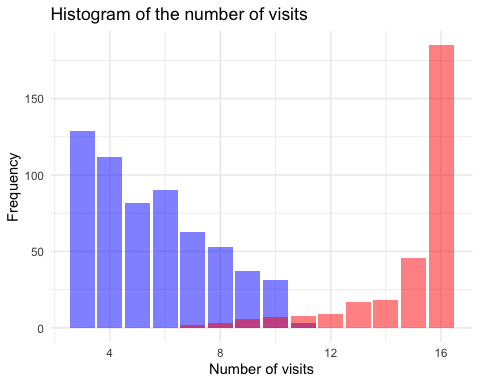 Histogram of the number of visits
Frequency
150
100
50
0
4 8 12 16
Number of visits